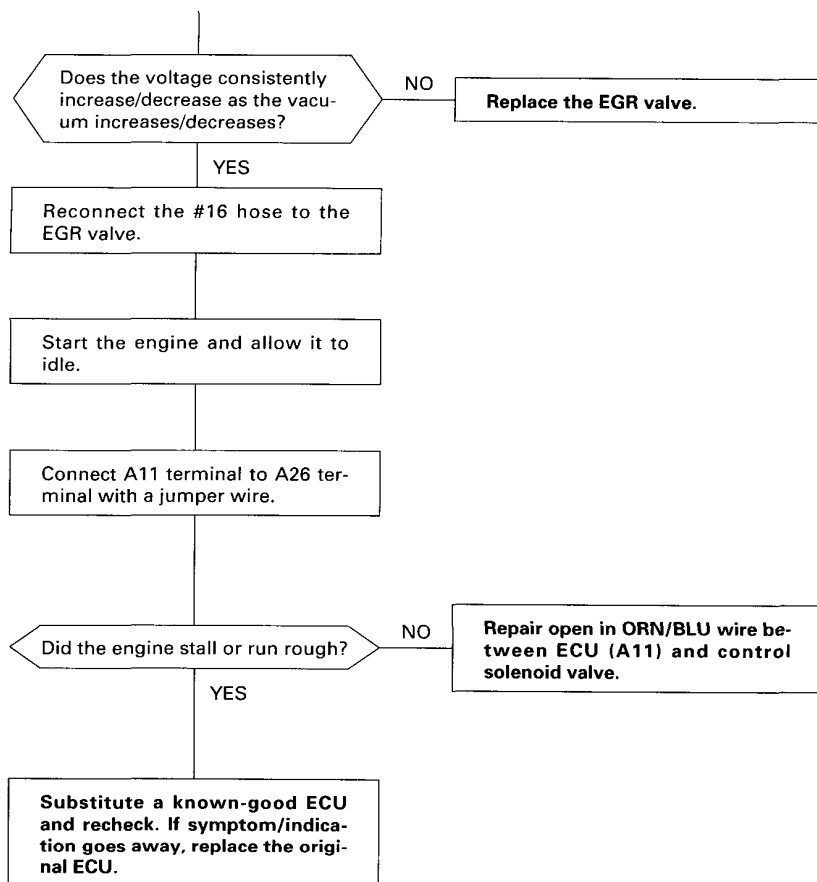 Does the voltage consistently
increase/decrease as the vacu-
um increases/decreases?
NO
Replace the EGR valve.
YES
Reconnect the #16 hose to the
EGR valve.
Start the engine and allow it to
idle.
Connect A11 terminal to A26 ter-
minal with a jumper wire.
Did the engine stall or run rough?
NO
Repair open in ORN/BLU wire be-
tween ECU (A11) and control
solenoid valve.
YES
Substitute a known-good ECU
and recheck. If symptom/indica-
tion goes away, replace the origi-
nal ECU.